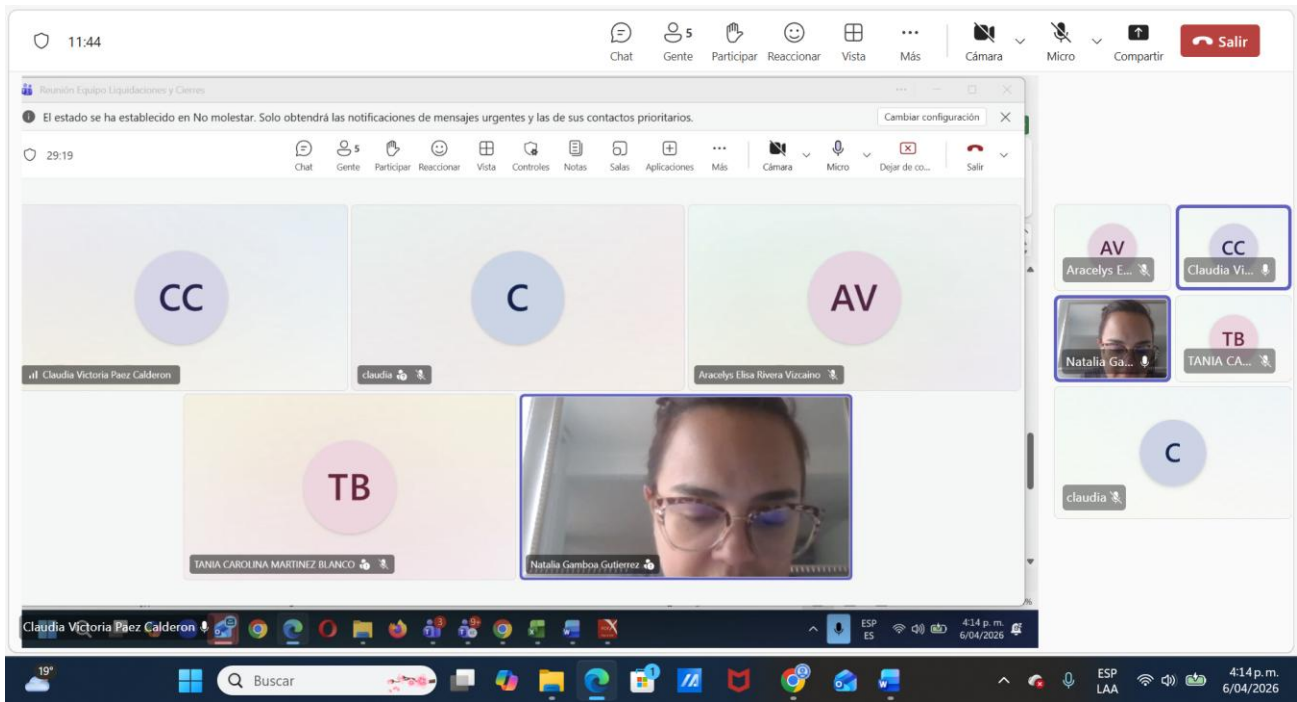 11:44
5
Chat Gente Participar Reaccionar Vista Más Cámara Micro Compartir Salir
Reunión Equipo Liquidaciones y Cierres
El estado se ha establecido en No molestar. Solo obtendrá las notificaciones de mensajes urgentes y las de sus contactos prioritarios. Cambiar configuración
29:19
5
Chat Gente Participar Reaccionar Vista Controles Notas Salas Aplicaciones Más Cámara Micro Dejar de co... Salir
CC C AV
Claudia Victoria Paez Calderon claudia Aracelys Elisa Rivera Vizcaino
TB
TANIA CAROLINA MARTINEZ BLANCO Natalia Gamboa Gutierrez
AV CC
Aracelys E... Claudia Vi...
TB
Natalia Ga... TANIA CA...
C
claudia
Claudia Victoria Paez Calderon ESP 4:14 p. m.
ES 6/04/2026
19° Buscar ESP 4:14 p. m.
LAA 6/04/2026